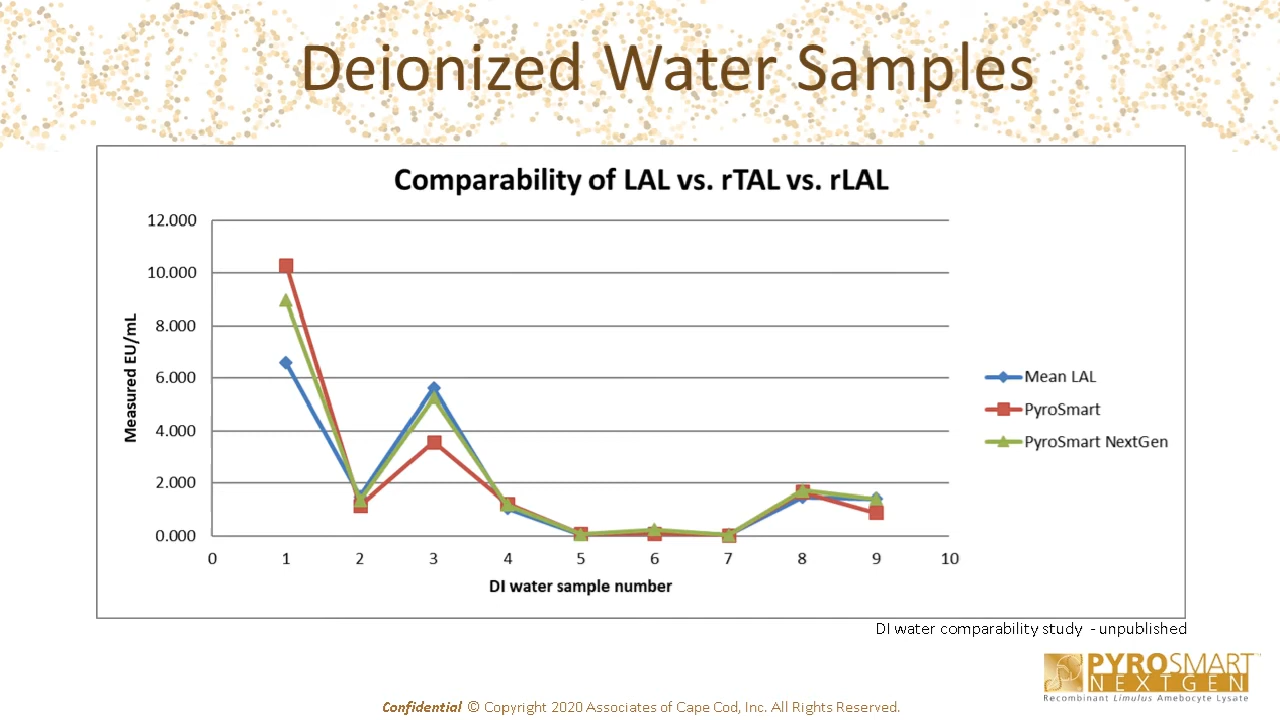 Deionized Water Samples
Comparability of LAL vs. rTAL vs. rLAL
12.000
10.000
8.000
6.000
4.000
2.000
0.000
Measured EU/mL
0 1 2 3 4 5 6 7 8 9 10
DI water sample number
Mean LAL
PyroSmart
PyroSmart NextGen
DI water comparability study - unpublished
PYROSMART™
NEXTGEN
Recombinant Limulus Amebocyte Lysate
Confidential © Copyright 2020 Associates of Cape Cod, Inc. All Rights Reserved.